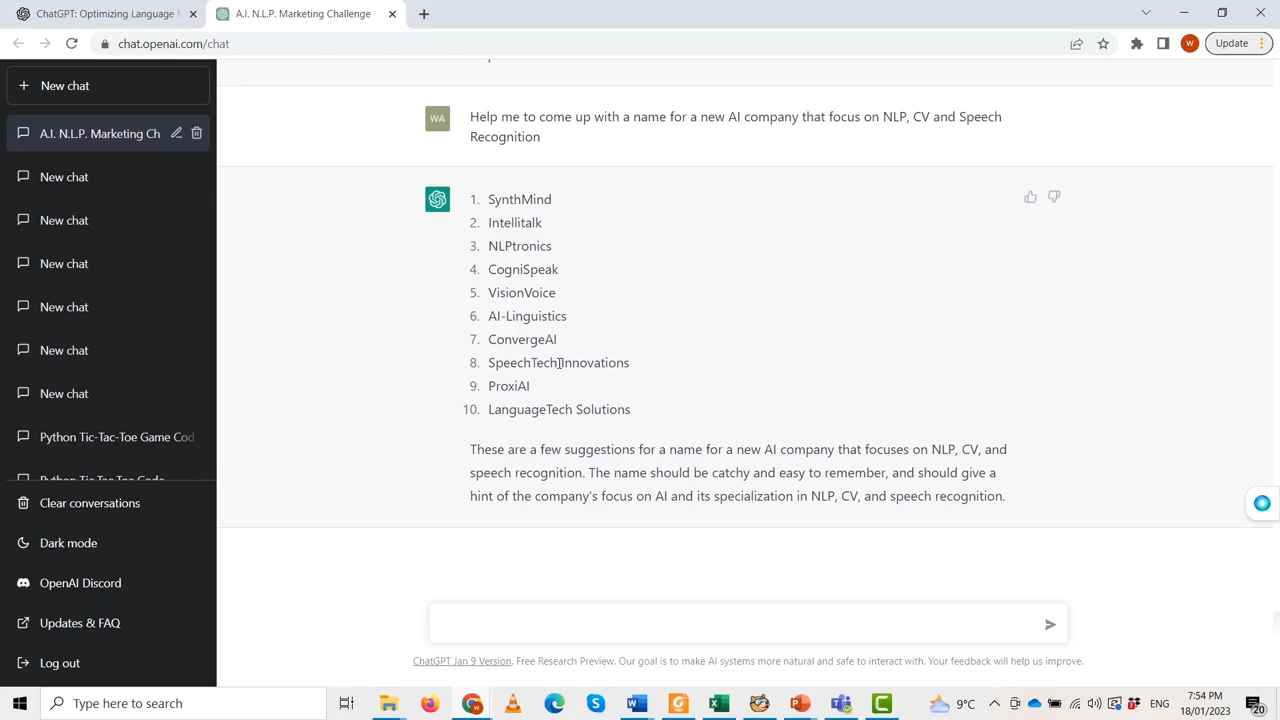 ChatGPT: Optimizing Language
A.I. N.L.P. Marketing Challenge
chat.openai.com/chat
W
Update
New chat
A.I. N.L.P. Marketing Ch
New chat
New chat
New chat
New chat
New chat
New chat
Python Tic-Tac-Toe Game Cod
Python Tic Tac Toe Code
Clear conversations
Dark mode
OpenAI Discord
Updates & FAQ
Log out
WA
Help me to come up with a name for a new AI company that focus on NLP, CV and Speech
Recognition
1. SynthMind
2. Intellitalk
3. NLPtronics
4. CogniSpeak
5. VisionVoice
6. AI-Linguistics
7. ConvergeAI
8. SpeechTech Innovations
9. ProxiAI
10. LanguageTech Solutions
These are a few suggestions for a name for a new AI company that focuses on NLP, CV, and
speech recognition. The name should be catchy and easy to remember, and should give a
hint of the company's focus on AI and its specialization in NLP, CV, and speech recognition.
ChatGPT Jan 9 Version. Free Research Preview. Our goal is to make AI systems more natural and safe to interact with. Your feedback will help us improve.
Type here to search
9°C
ENG
7:54 PM
18/01/2023
20